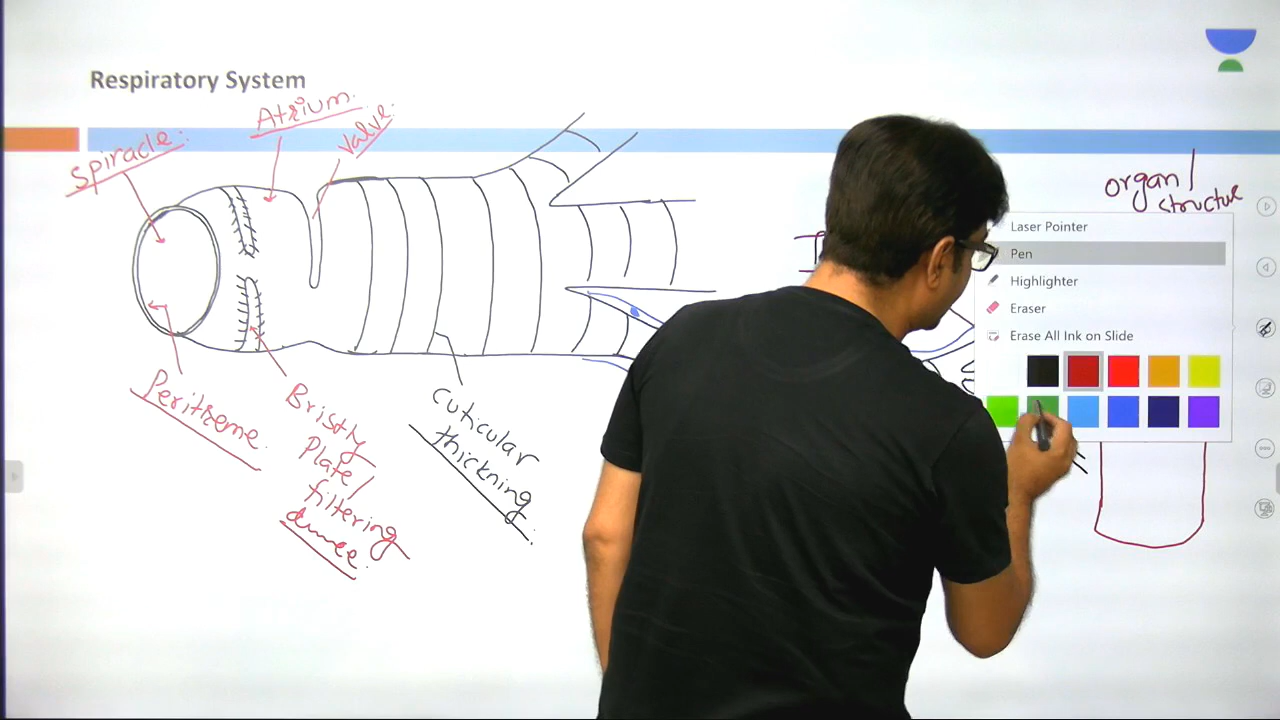 Respiratory System
Atrium.
Valve:
Spiracle:
organ/
structure
Laser Pointer
Pen
Highlighter
Eraser
Erase All Ink on Slide
Peritreme.
Bristly
Plate/
filtering
cuticular
thickning.